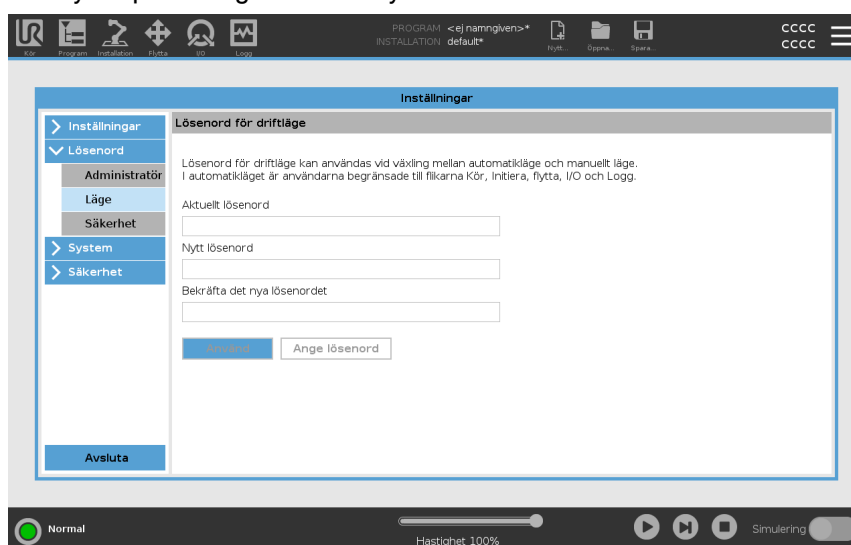 PROGRAM <ej namngiven>*
INSTALLATION default*
UR
Kör
Program
Installation
Flytta
I/O
Logg
Nytt...
Öppna...
Spara...
CCCC
CCCC
Inställningar
Inställningar
Lösenord
Administratör
Läge
Säkerhet
System
Säkerhet
Avsluta
Lösenord för driftläge
Lösenord för driftläge kan användas vid växling mellan automatikläge och manuellt läge.
I automatikläget är användarna begränsade till flikarna Kör, Initiera, flytta, I/O och Logg.
Aktuellt lösenord
Nytt lösenord
Bekräfta det nya lösenordet
Använd
Ange lösenord
Normal
Hastighet 100%
Simulering